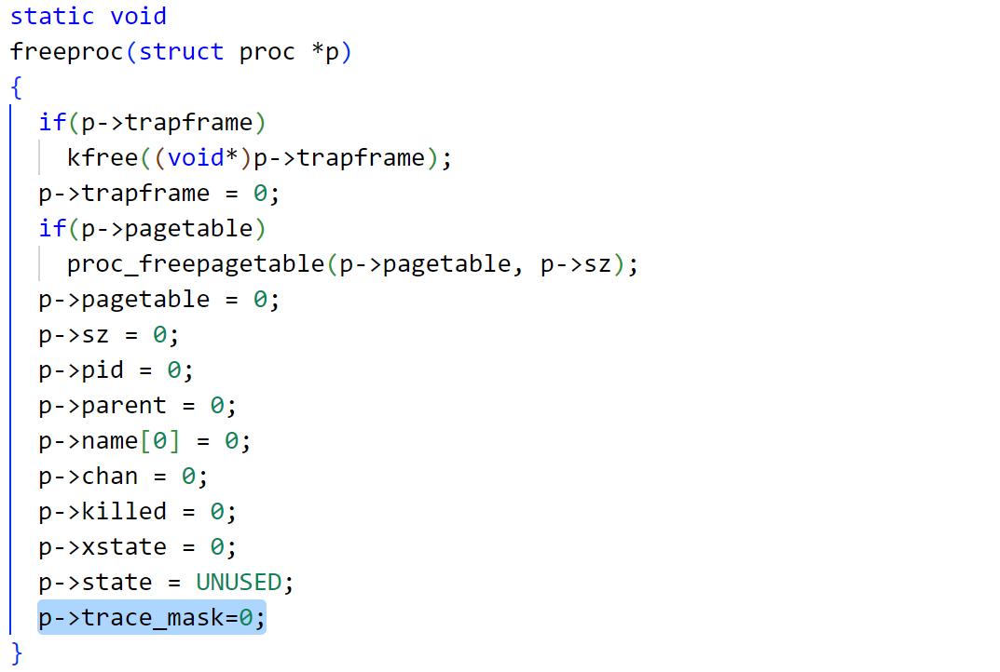 static void
freeproc(struct proc *p)
{
  if(p->trapframe)
    kfree((void*)p->trapframe);
  p->trapframe = 0;
  if(p->pagetable)
    proc_freepagetable(p->pagetable, p->sz);
  p->pagetable = 0;
  p->sz = 0;
  p->pid = 0;
  p->parent = 0;
  p->name[0] = 0;
  p->chan = 0;
  p->killed = 0;
  p->xstate = 0;
  p->state = UNUSED;
  p->trace_mask=0;
}